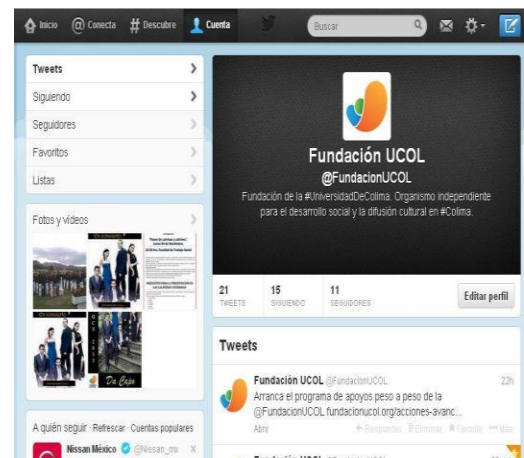 Inicio @ Conecta # Descubre Cuenta Buscar
Tweets
Siguiendo
Seguidores
Favoritos
Listas
Fotos y vídeos
Da Capo
A quién seguir · Refrescar · Cuentas populares
Nissan México @Nissan_mx x
Fundación UCOL
@FundacionUCOL
Fundación de la #UniversidadDeColima. Organismo independiente
para el desarrollo social y la difusión cultural en #Colima.
21 15 11
TWEETS SIGUIENDO SEGUIDORES
Editar perfil
Tweets
Fundación UCOL @FundacionUCOL 22h
Arranca el programa de apoyos peso a peso de la
@FundacionUCOL fundacionucol.org/acciones-avanc...
Abrir Responder Eliminar Favorito Más
Fundación UCOL